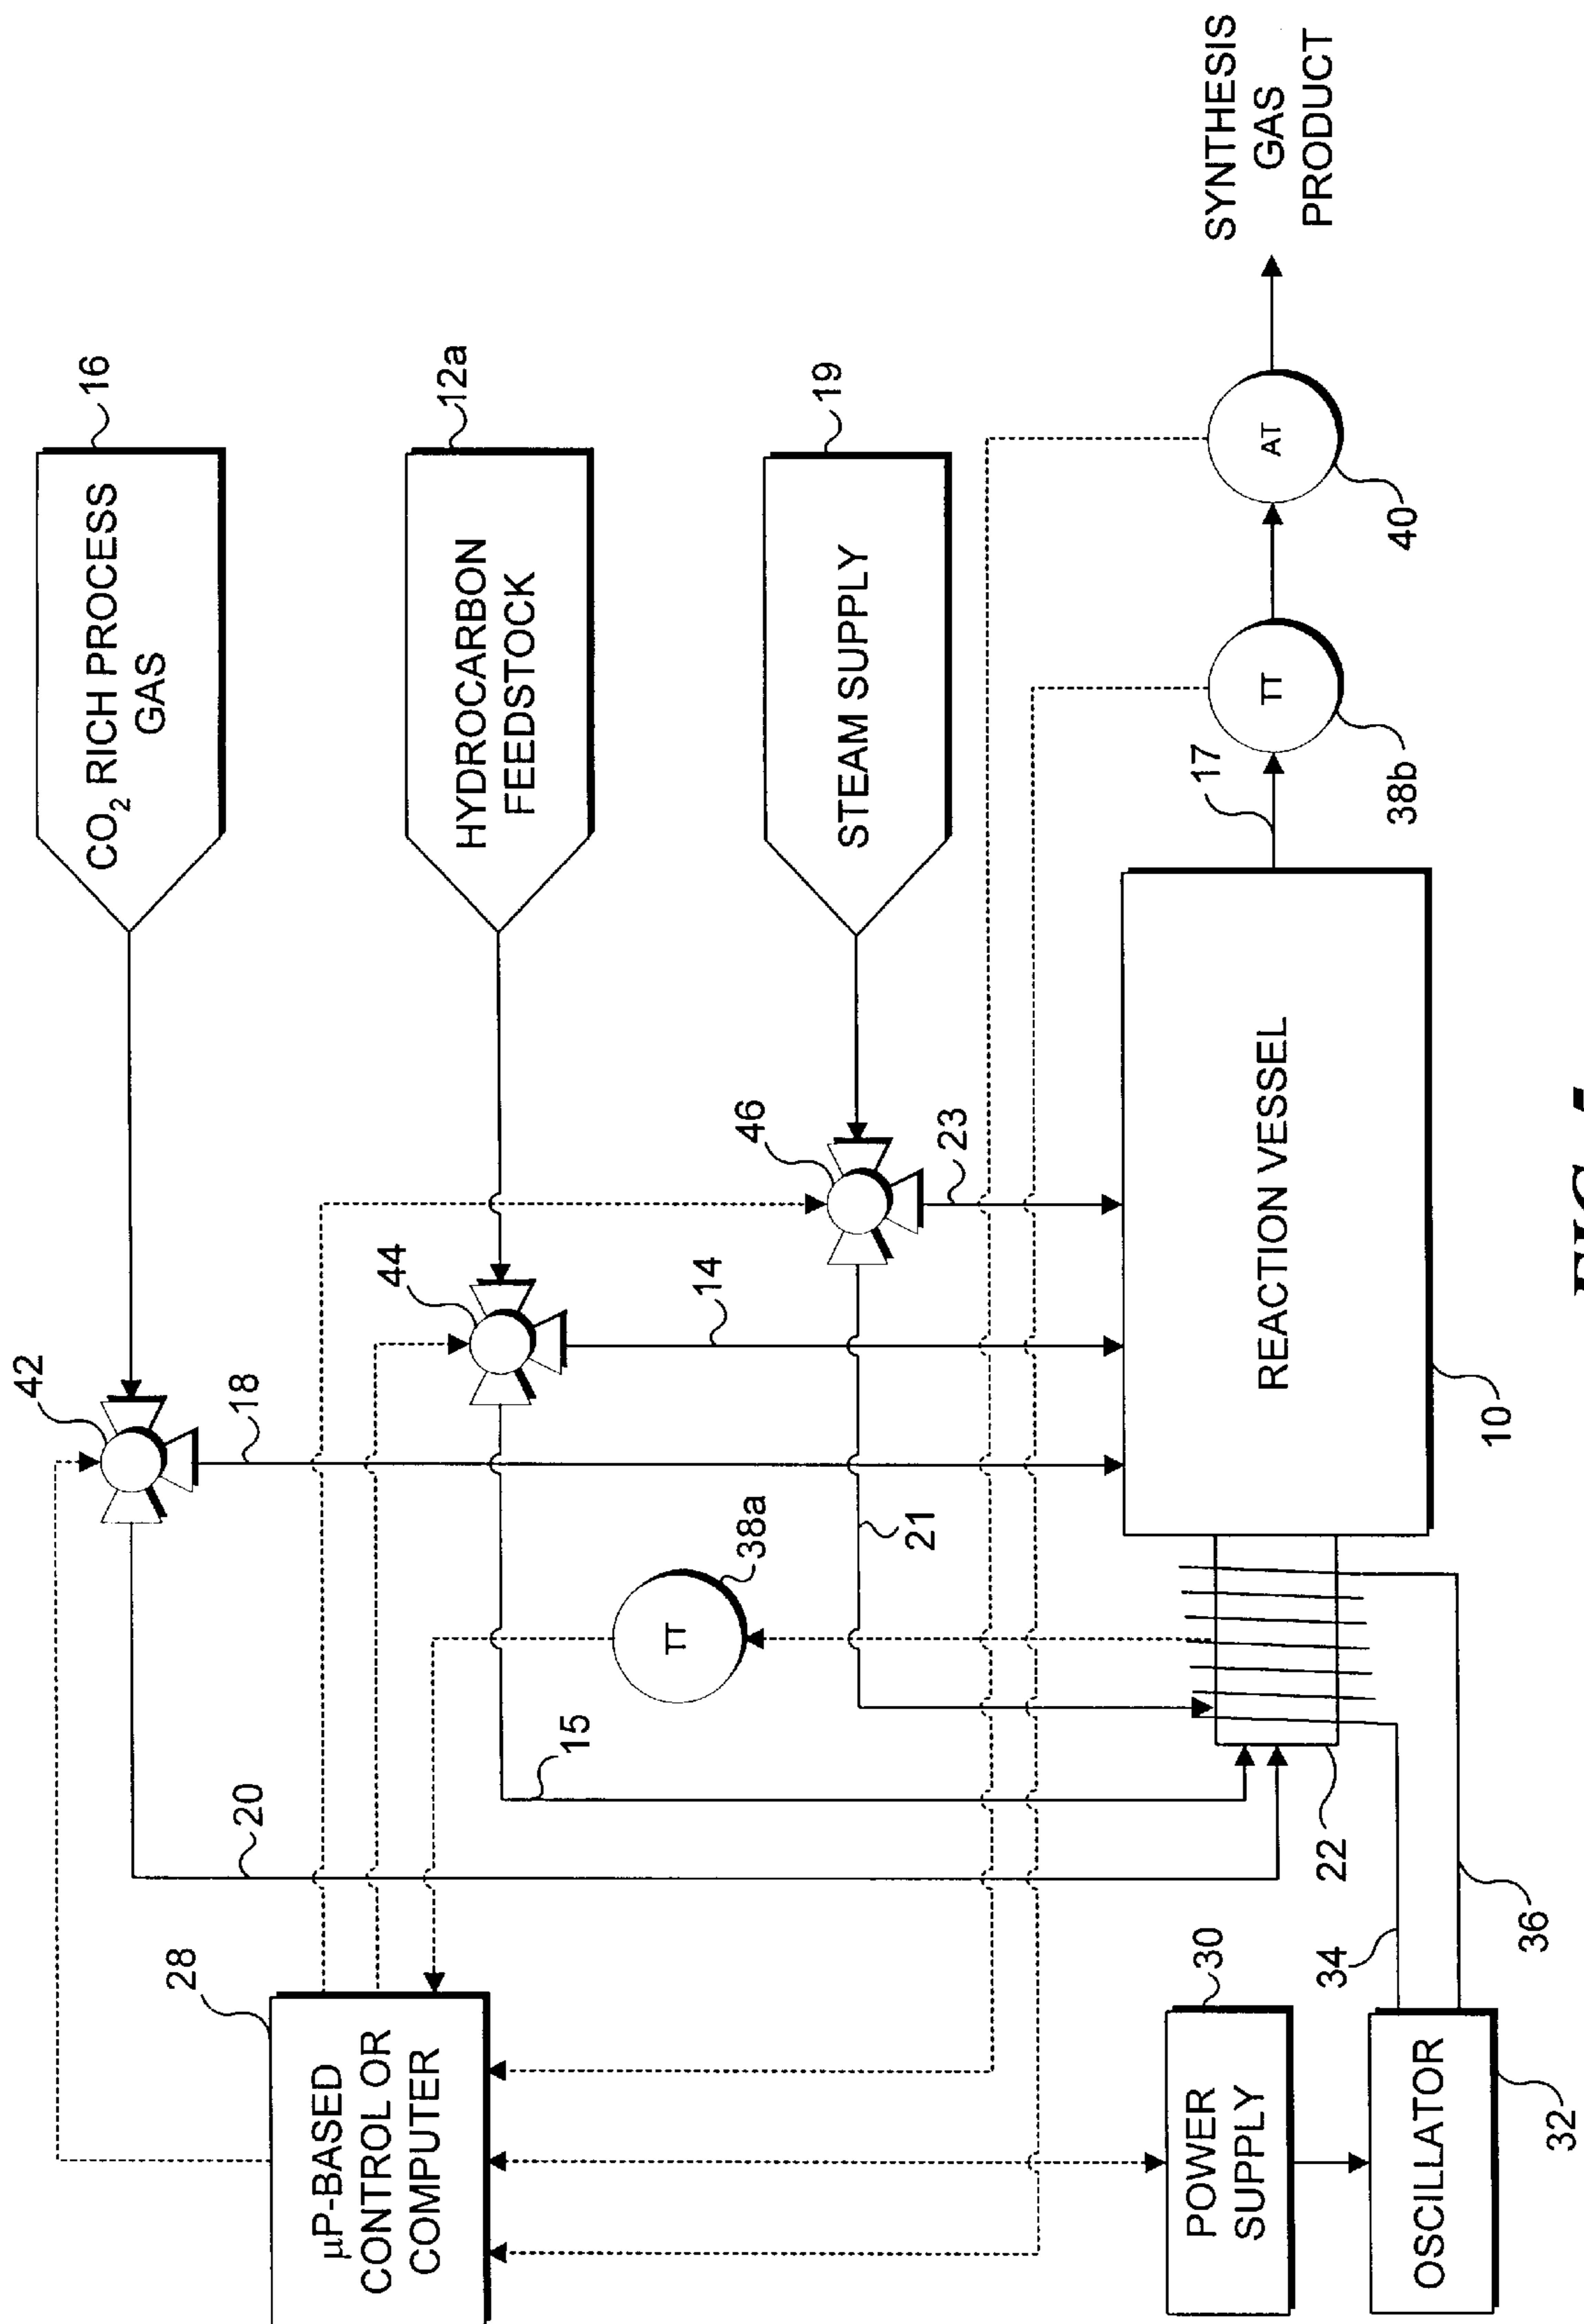 CO₂ RICH PROCESS
GAS
16
42
18
20
HYDROCARBON
FEEDSTOCK
12a
44
14
15
STEAM SUPPLY
19
46
23
21
28
μP-BASED
CONTROL OR
COMPUTER
TT
38a
30
POWER
SUPPLY
OSCILLATOR
32
34
36
22
REACTION VESSEL
10
17
TT
38b
AT
40
SYNTHESIS
GAS
PRODUCT